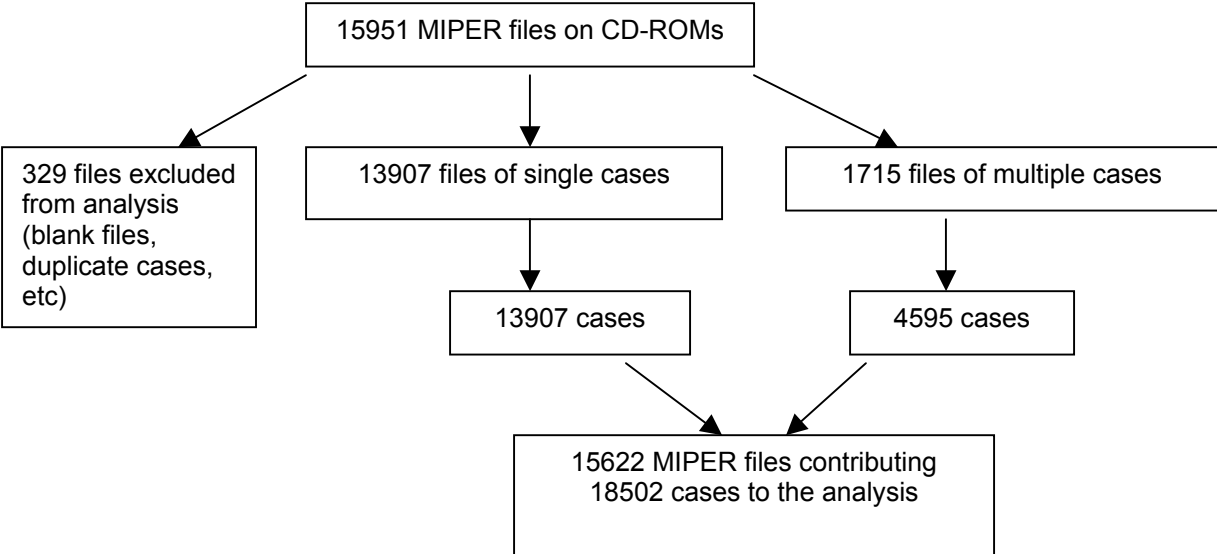 15951 MIPER files on CD-ROMs
329 files excluded
from analysis
(blank files,
duplicate cases,
etc)
13907 files of single cases
1715 files of multiple cases
13907 cases
4595 cases
15622 MIPER files contributing
18502 cases to the analysis